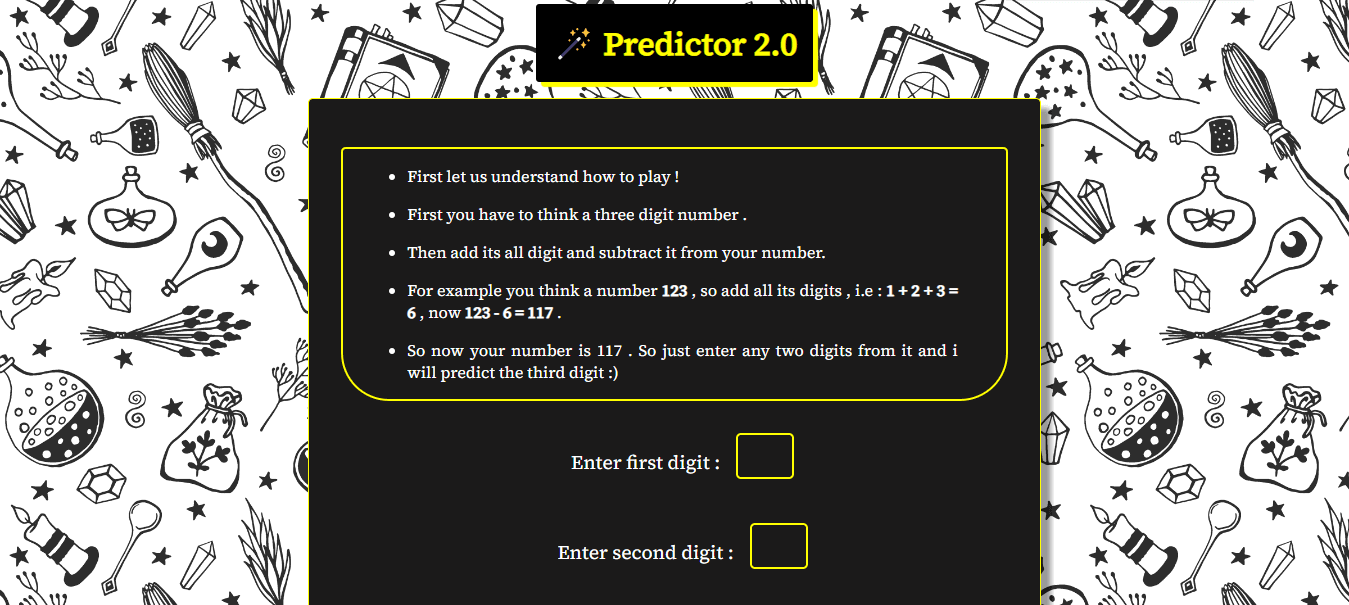 Predictor 2.0
First let us understand how to play !
First you have to think a three digit number .
Then add its all digit and subtract it from your number.
For example you think a number 123 , so add all its digits , i.e : 1 + 2 + 3 =
6 , now 123 - 6 = 117 .
So now your number is 117 . So just enter any two digits from it and i
will predict the third digit :)
Enter first digit :
Enter second digit :